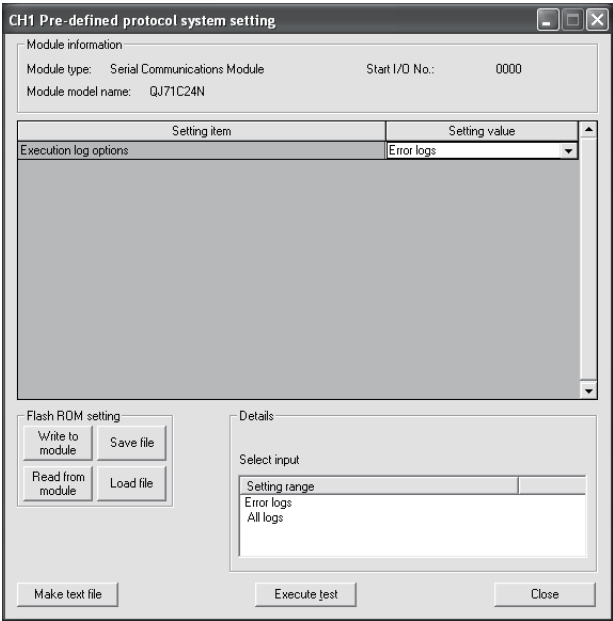 CH1 Pre-defined protocol system setting
Module information
Module type: Serial Communications Module Start I/O No.: 0000
Module model name: QJ71C24N
Setting item Setting value
Execution log options Error logs
Flash ROM setting
Write to
module
Save file
Read from
module
Load file
Details
Select input
Setting range
Error logs
All logs
Make text file Execute test Close